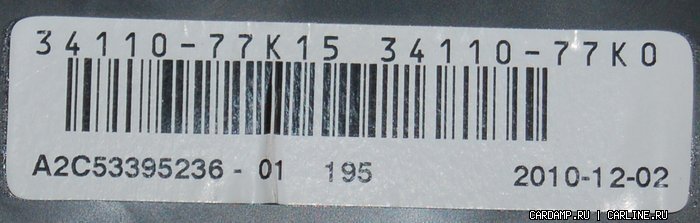 34110-77K15 34110-77K0
A2C53395236 - 01 195 2010-12-02
CARDAMP.RU | CARLINE.RU